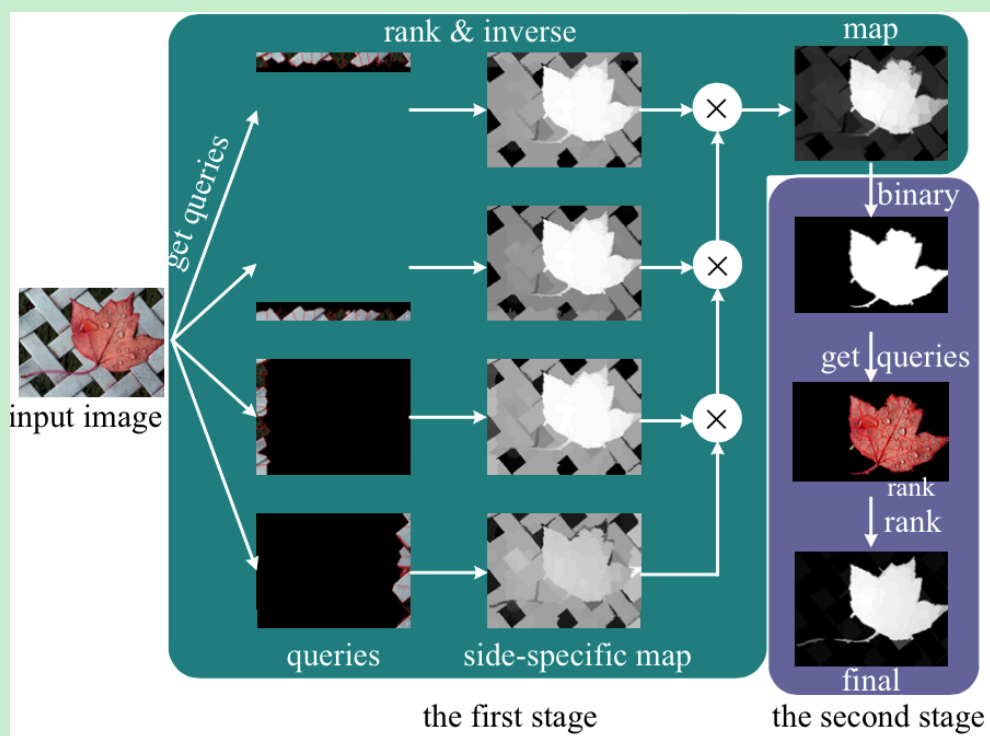 rank & inverse
map
get queries
binary
input image
get queries
rank
rank
queries
side-specific map
final
the first stage
the second stage